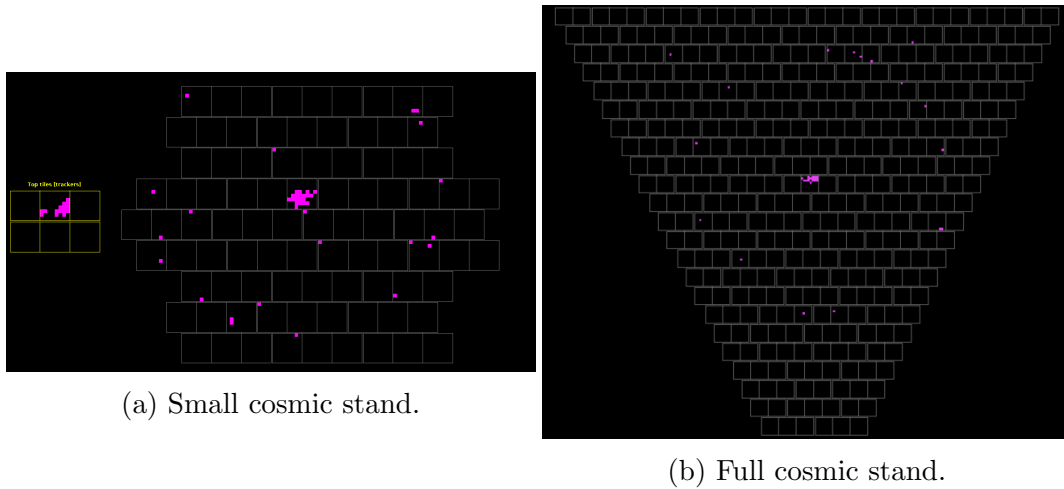 Top tiles [trackers]
(a) Small cosmic stand.
(b) Full cosmic stand.